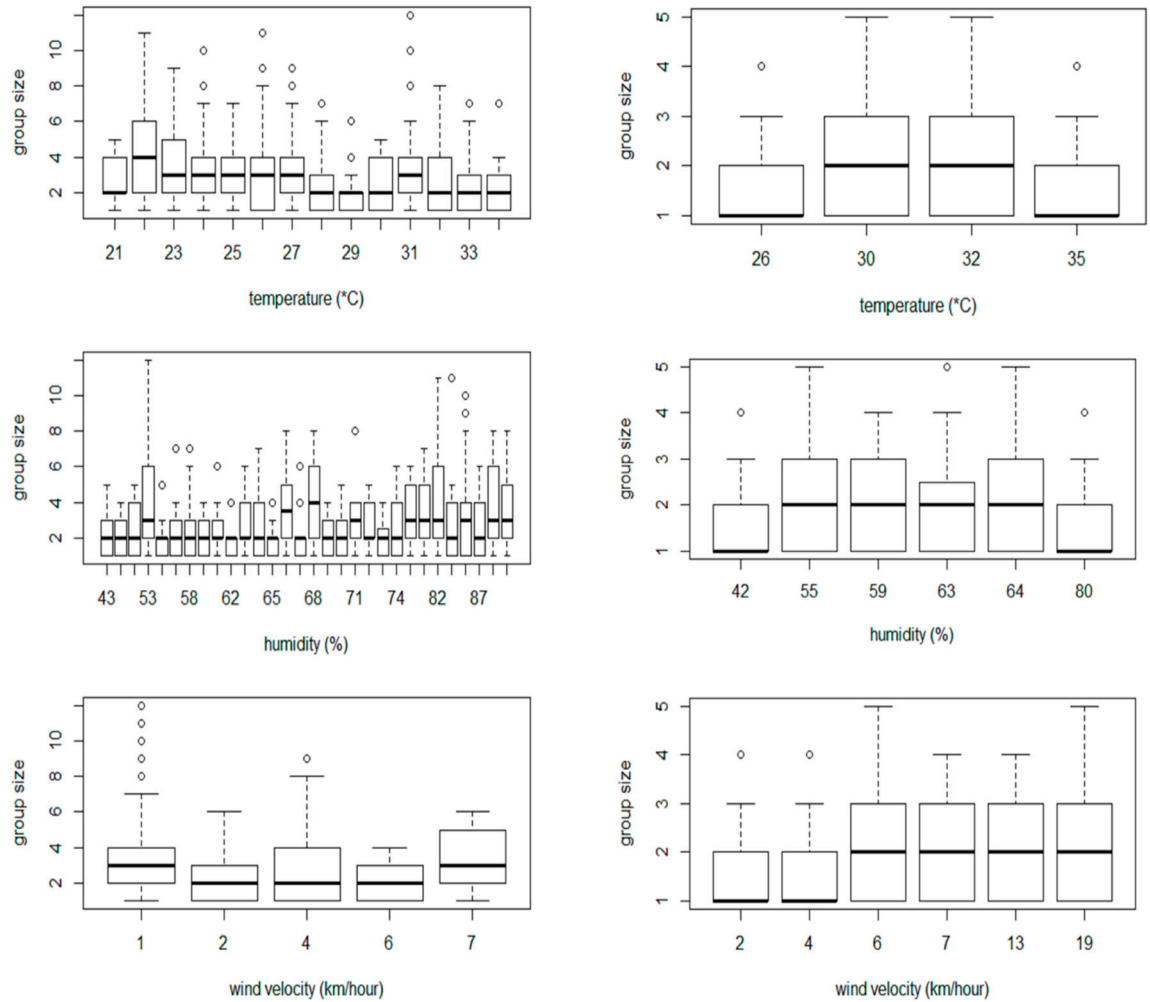 group size
10
8
6
4
2
21 23 25 27 29 31 33
temperature (*C)
group size
5
4
3
2
1
26 30 32 35
temperature (*C)
group size
10
8
6
4
2
43 53 58 62 65 68 71 74 82 87
humidity (%)
group size
5
4
3
2
1
42 55 59 63 64 80
humidity (%)
group size
10
8
6
4
2
1 2 4 6 7
wind velocity (km/hour)
group size
5
4
3
2
1
2 4 6 7 13 19
wind velocity (km/hour)